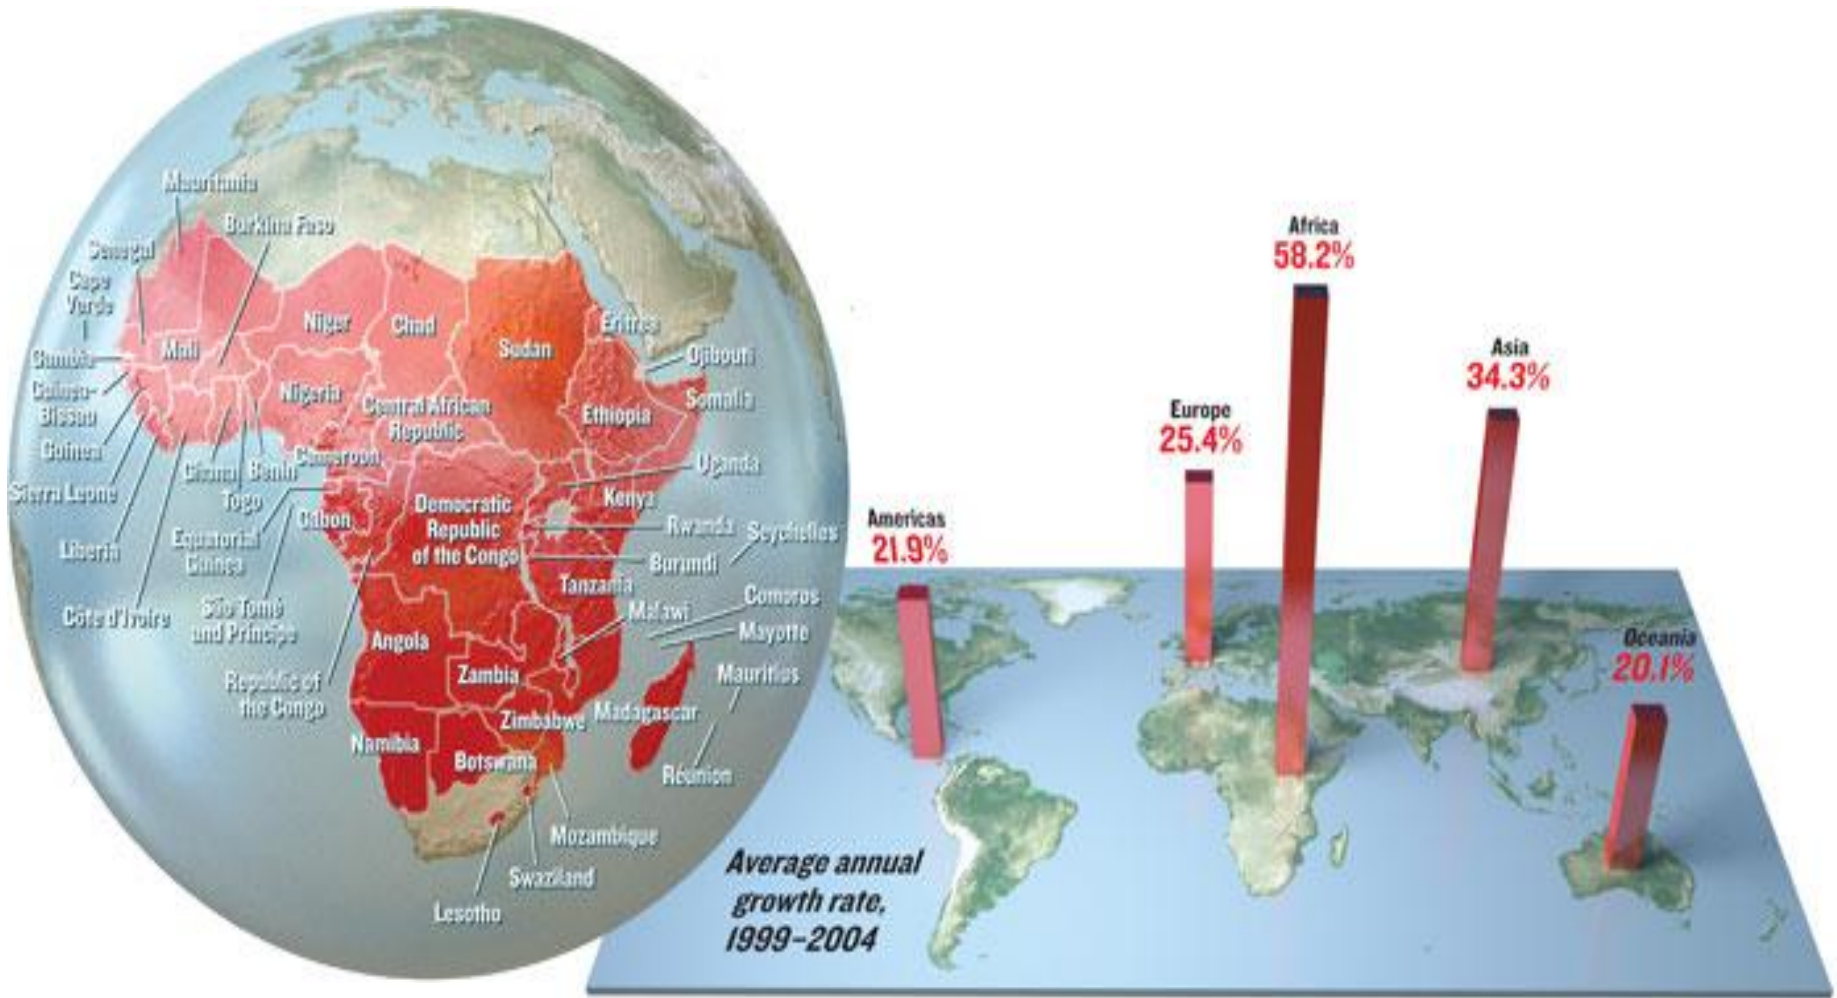 Mauritania
Burkina Faso
Senegal
Cape
Verde
Gambia
Guinea-
Bissau
Guinea
Sierra Leone
Liberia
Côte d'Ivoire
Mali
Niger
Chad
Sudan
Eritrea
Djibouti
Somalia
Nigeria
Central African
Republic
Ethiopia
Ghana
Benin
Togo
Cameroon
Uganda
Kenya
Equatorial
Guinea
Gabon
São Tomé
and Príncipe
Republic of
the Congo
Democratic
Republic
of the Congo
Rwanda
Burundi
Seychelles
Tanzania
Malawi
Comoros
Mayotte
Mauritius
Réunion
Angola
Zambia
Zimbabwe
Madagascar
Namibia
Botswana
Mozambique
Swaziland
Lesotho
Americas
21.9%
Europe
25.4%
Africa
58.2%
Asia
34.3%
Oceania
20.1%
Average annual
growth rate,
1999–2004